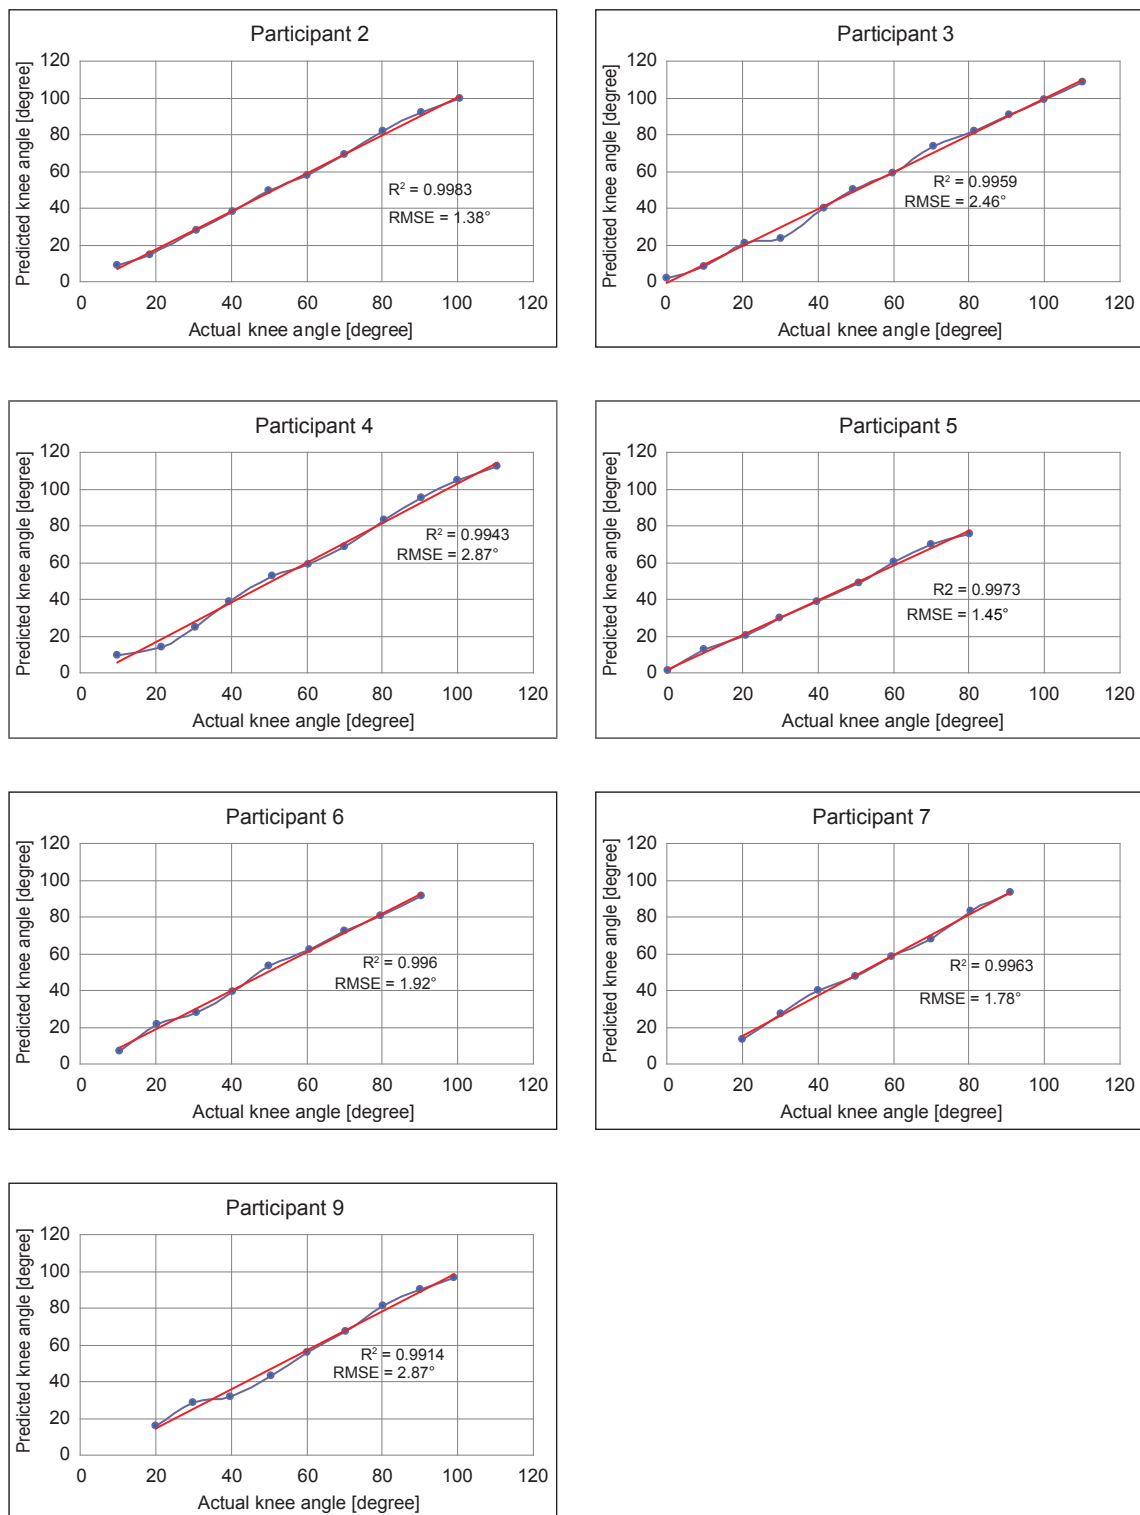 Participant 2
Predicted knee angle [degree]
120
100
80
60
40
20
0
R² = 0.9983
RMSE = 1.38°
0 20 40 60 80 100 120
Actual knee angle [degree]
Participant 3
Predicted knee angle [degree]
120
100
80
60
40
20
0
R² = 0.9959
RMSE = 2.46°
0 20 40 60 80 100 120
Actual knee angle [degree]
Participant 4
Predicted knee angle [degree]
120
100
80
60
40
20
0
R² = 0.9943
RMSE = 2.87°
0 20 40 60 80 100 120
Actual knee angle [degree]
Participant 5
Predicted knee angle [degree]
120
100
80
60
40
20
0
R2 = 0.9973
RMSE = 1.45°
0 20 40 60 80 100 120
Actual knee angle [degree]
Participant 6
Predicted knee angle [degree]
120
100
80
60
40
20
0
R² = 0.996
RMSE = 1.92°
0 20 40 60 80 100 120
Actual knee angle [degree]
Participant 7
Predicted knee angle [degree]
120
100
80
60
40
20
0
R² = 0.9963
RMSE = 1.78°
0 20 40 60 80 100 120
Actual knee angle [degree]
Participant 9
Predicted knee angle [degree]
120
100
80
60
40
20
0
R² = 0.9914
RMSE = 2.87°
0 20 40 60 80 100 120
Actual knee angle [degree]